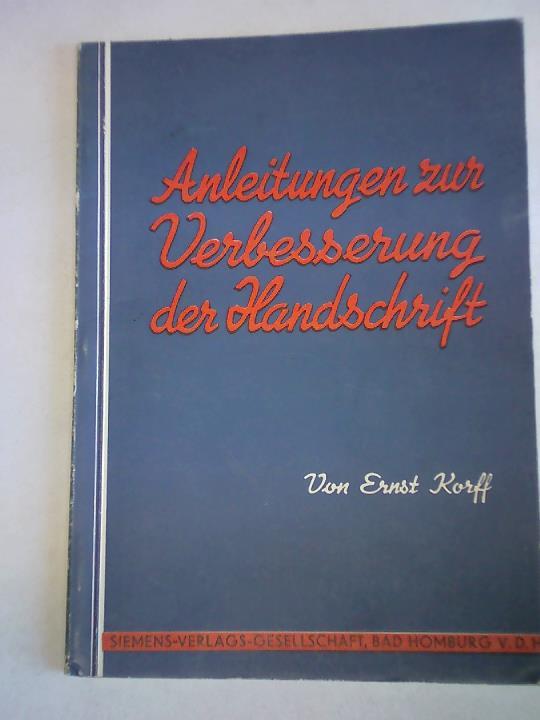 Anleitungen zur
Verbesserung
der Handschrift
Von Ernst Korff
SIEMENS-VERLAGS-GESELLSCHAFT, BAD HOMBURG V. D. H